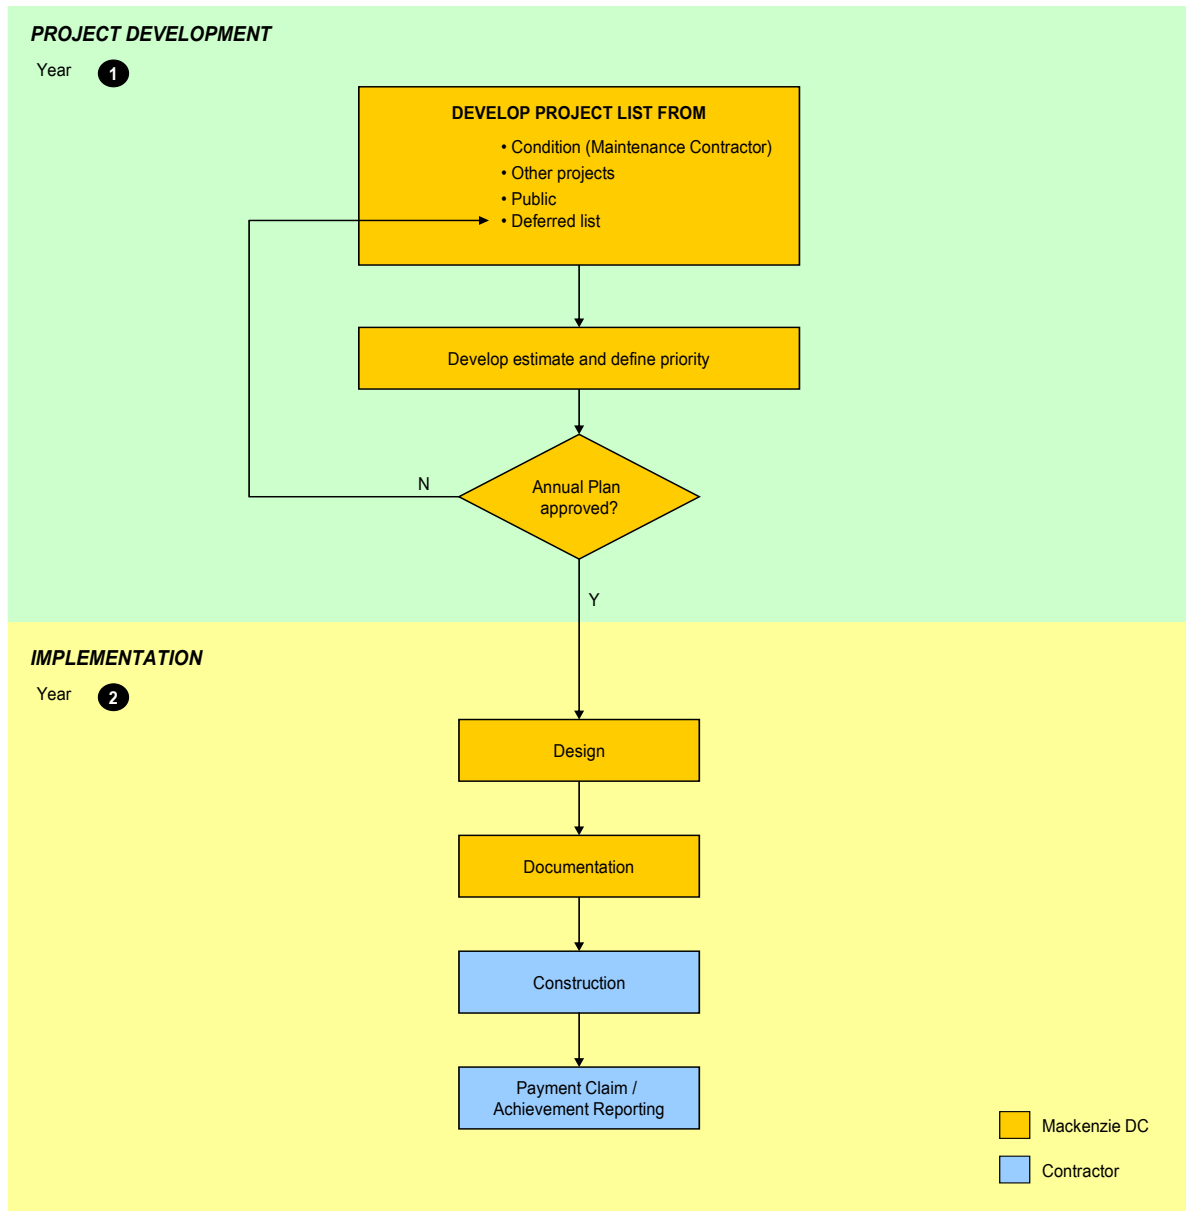 PROJECT DEVELOPMENT
Year 1
DEVELOP PROJECT LIST FROM
• Condition (Maintenance Contractor)
• Other projects
• Public
• Deferred list
Develop estimate and define priority
N
Annual Plan
approved?
Y
IMPLEMENTATION
Year 2
Design
Documentation
Construction
Payment Claim /
Achievement Reporting
Mackenzie DC
Contractor